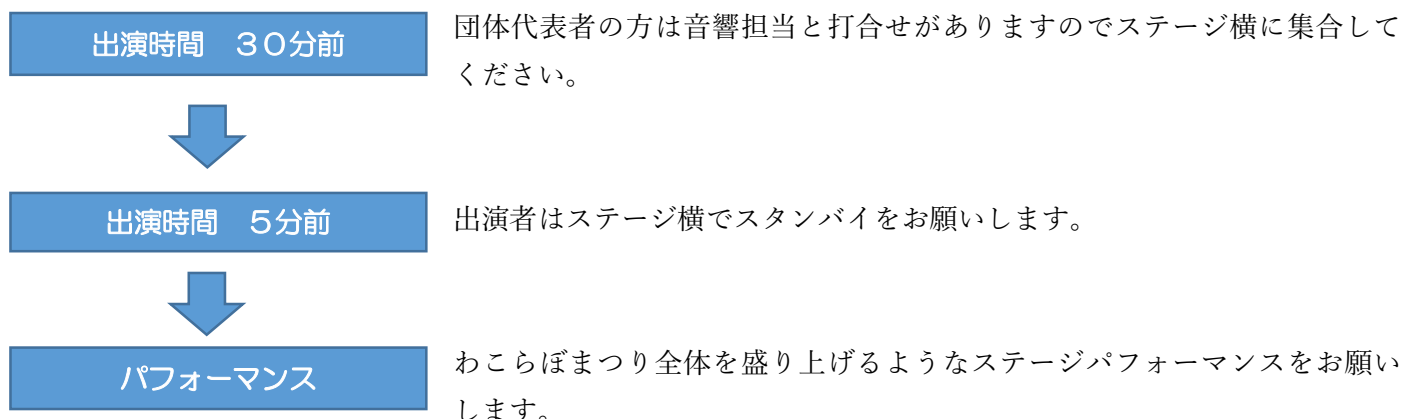 出演時間　３０分前
団体代表者の方は音響担当と打合せがありますのでステージ横に集合して
ください。
出演時間　５分前
出演者はステージ横でスタンバイをお願いします。
パフォーマンス
わこらぼまつり全体を盛り上げるようなステージパフォーマンスをお願い
します。